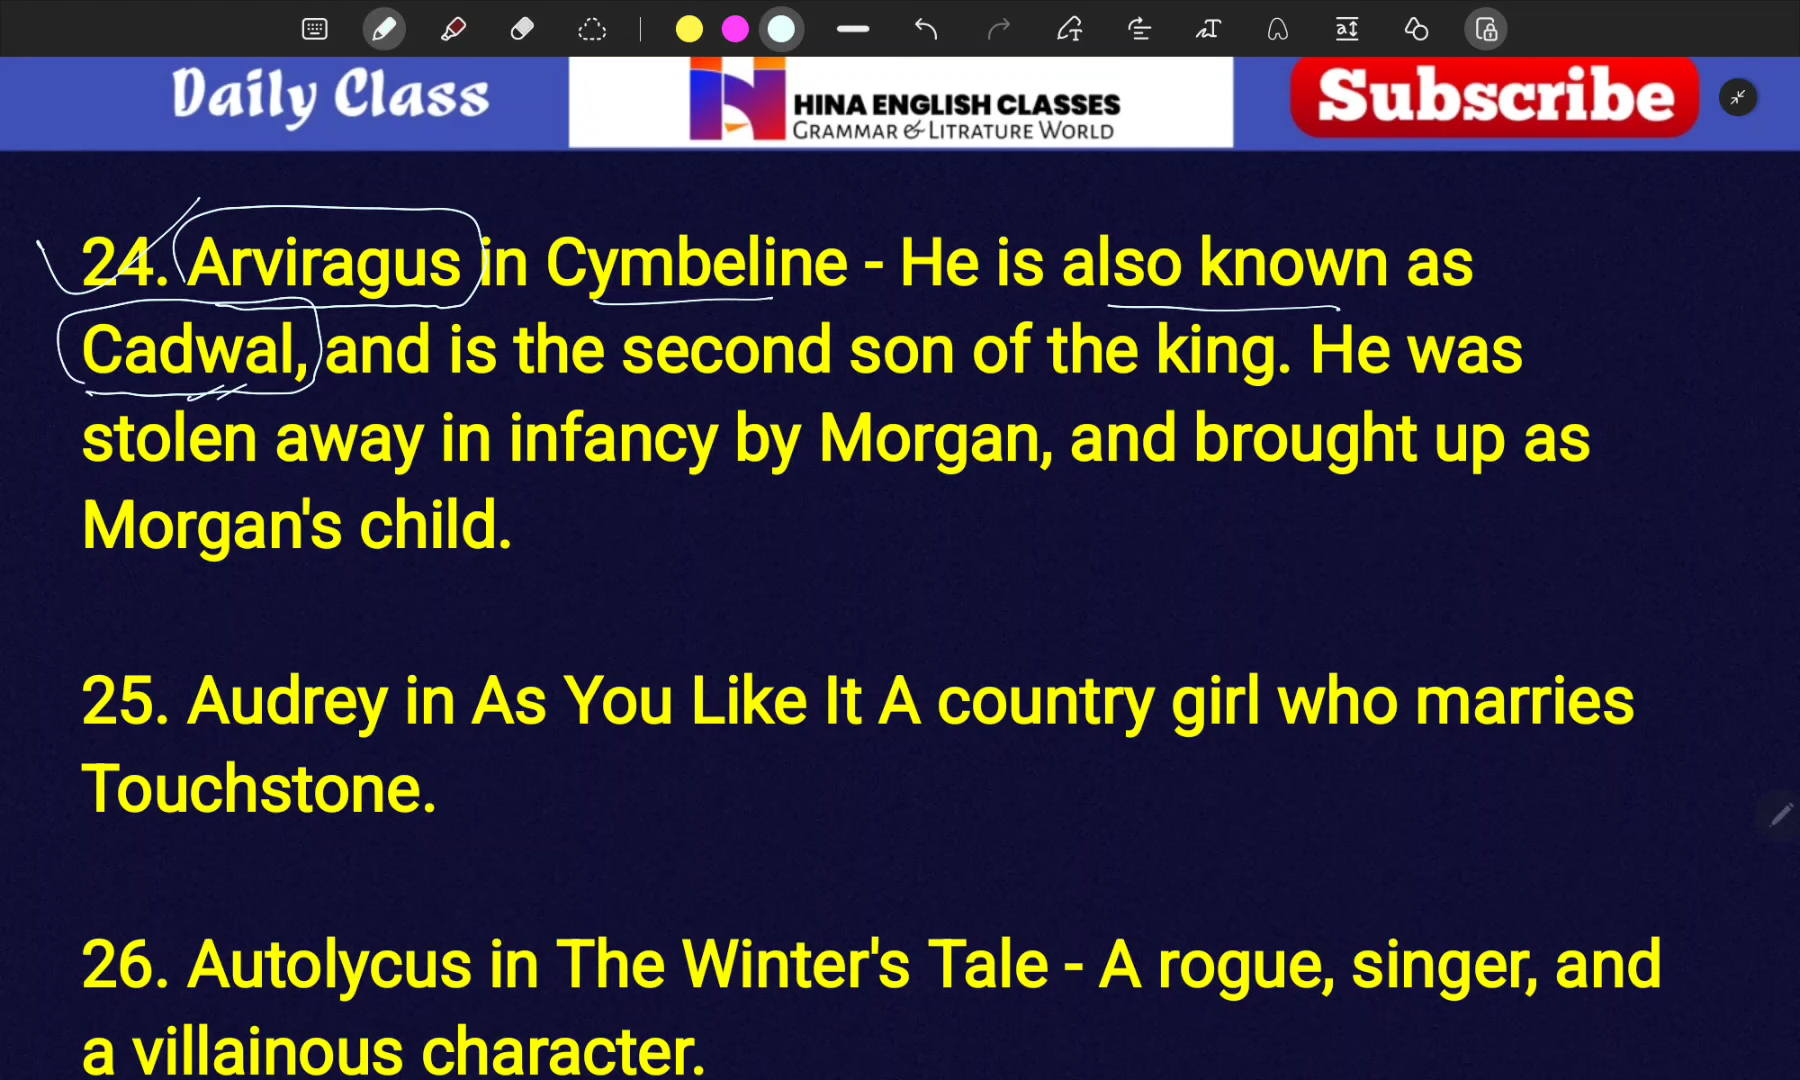 Daily Class
HINA ENGLISH CLASSES
GRAMMAR & LITRATURE WORLD
Subscribe
24. Arviragus in Cymbeline - He is also known as
Cadwal, and is the second son of the king. He was
stolen away in infancy by Morgan, and brought up as
Morgan's child.
25. Audrey in As You Like It A country girl who marries
Touchstone.
26. Autolycus in The Winter's Tale - A rogue, singer, and
a villainous character.